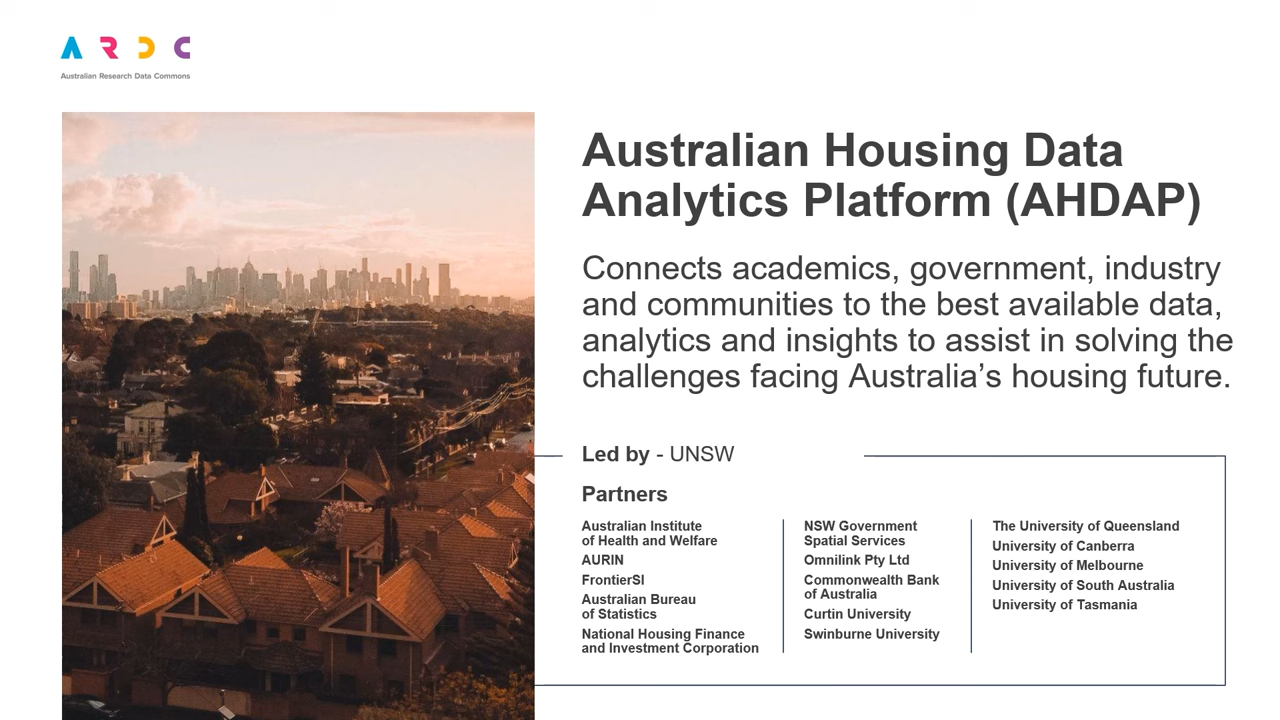 A R D C
Australian Research Data Commons
Australian Housing Data
Analytics Platform (AHDAP)
Connects academics, government, industry
and communities to the best available data,
analytics and insights to assist in solving the
challenges facing Australia’s housing future.
Led by - UNSW
Partners
Australian Institute
of Health and Welfare
AURIN
FrontierSI
Australian Bureau
of Statistics
National Housing Finance
and Investment Corporation
NSW Government
Spatial Services
Omnilink Pty Ltd
Commonwealth Bank
of Australia
Curtin University
Swinburne University
The University of Queensland
University of Canberra
University of Melbourne
University of South Australia
University of Tasmania